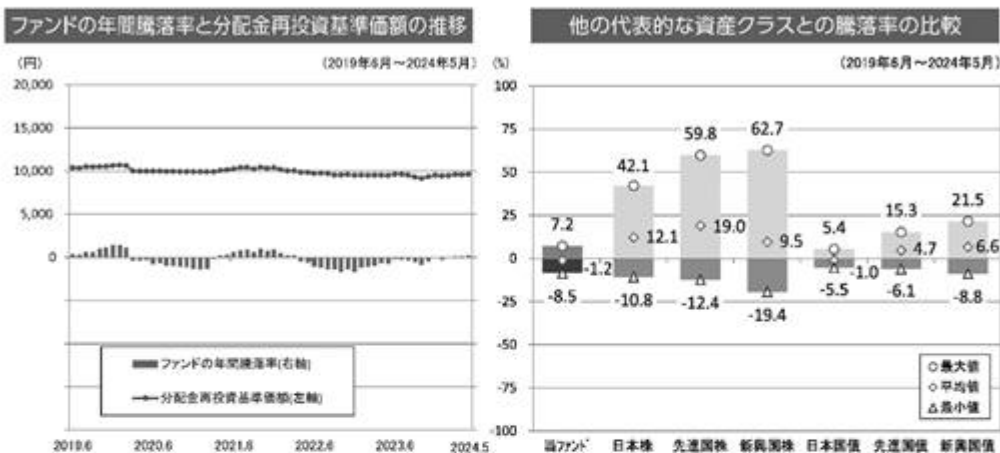 ファンドの年間騰落率と分配金再投資基準価額の推移
(円)
(2019年6月～2024年5月)
20,000
15,000
10,000
5,000
0
ファンドの年間騰落率(右軸)
分配金再投資基準価額(左軸)
2019.6 2020.6 2021.6 2022.6 2023.6 2024.5
他の代表的な資産クラスとの騰落率の比較
(%)
(2019年6月～2024年5月)
100
75
50
25
0
-25
-50
-75
-100
7.2 42.1 59.8 62.7 5.4 15.3 21.5
-1.2 12.1 19.0 9.5 -1.0 4.7 6.6
-8.5 -10.8 -12.4 -19.4 -5.5 -6.1 -8.8
最大値
平均値
最小値
当ファンド 日本株 先進国株 新興国株 日本国債 先進国債 新興国債